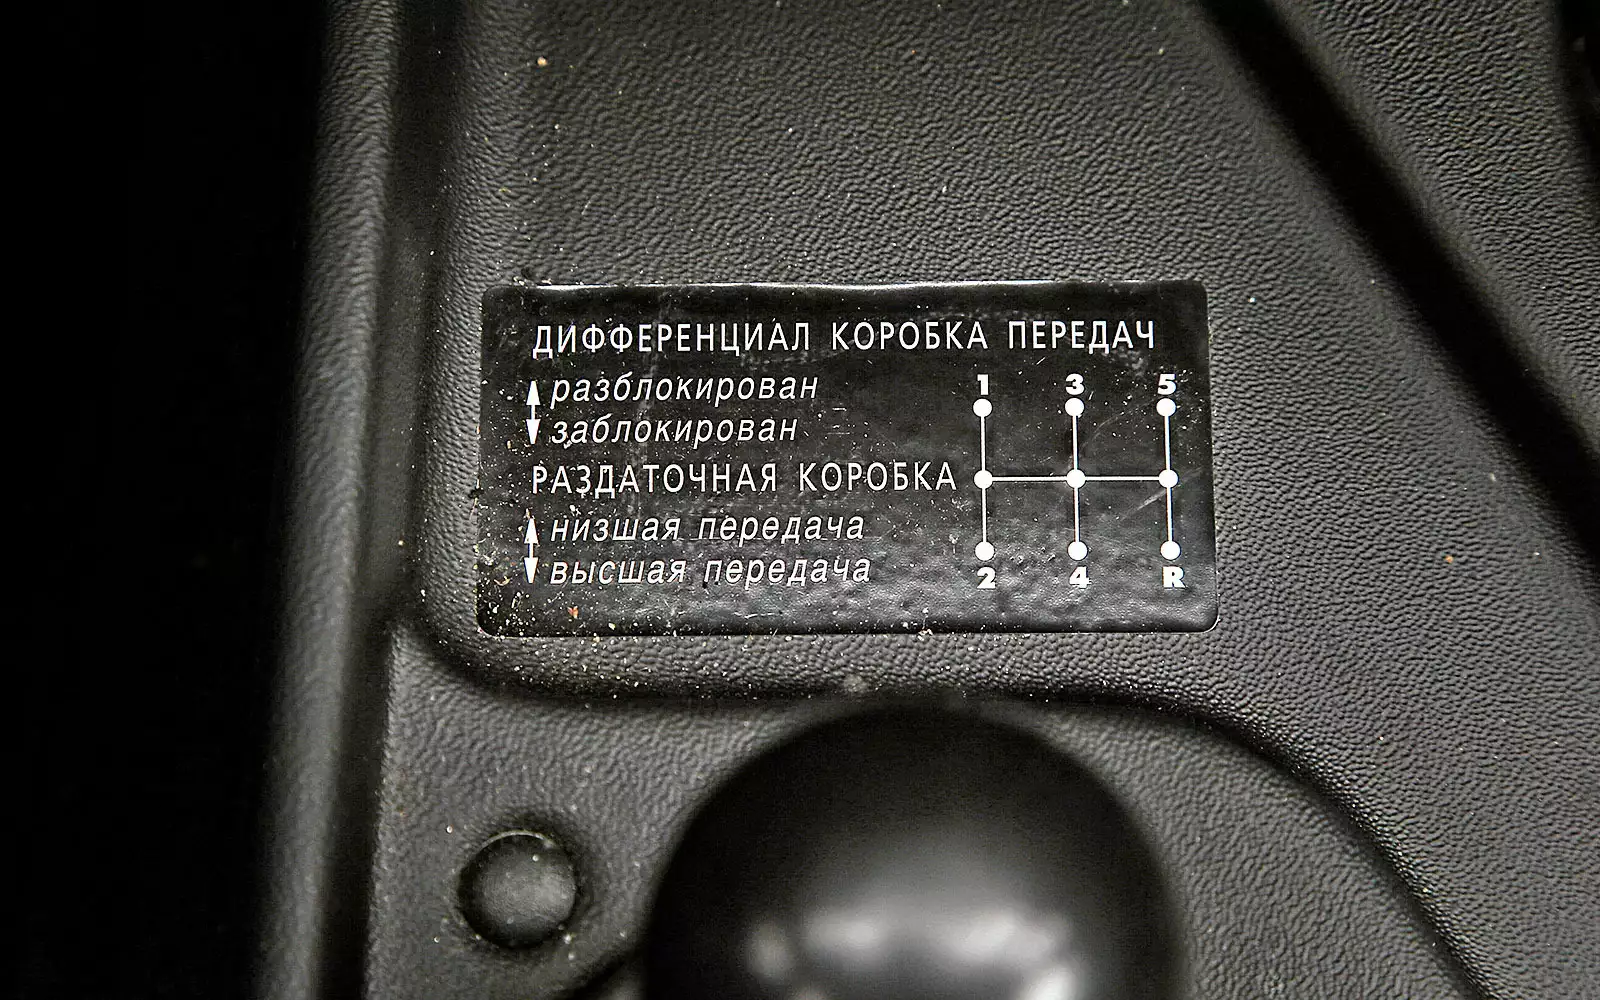 ДИФФЕРЕНЦИАЛ КОРОБКА ПЕРЕДАЧ
разблокирован
заблокирован
1 3 5
РАЗДАТОЧНАЯ КОРОБКА
низшая передача
высшая передача
2 4 R